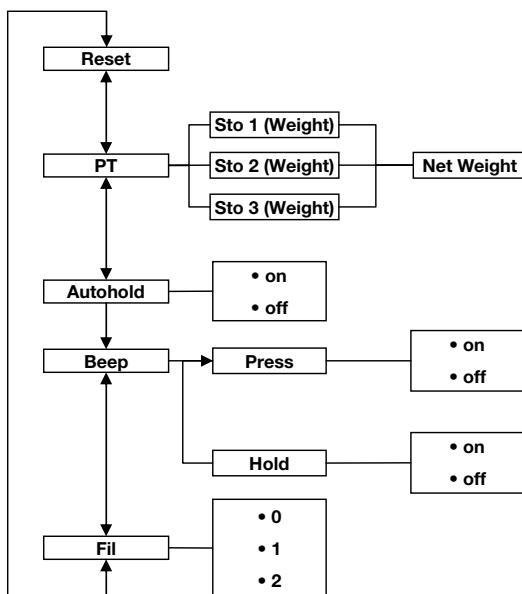 Reset
Sto 1 (Weight)
PT
Sto 2 (Weight)
Net Weight
Sto 3 (Weight)
Autohold
• on
• off
Beep
Press
• on
• off
Hold
• on
• off
Fil
• 0
• 1
• 2